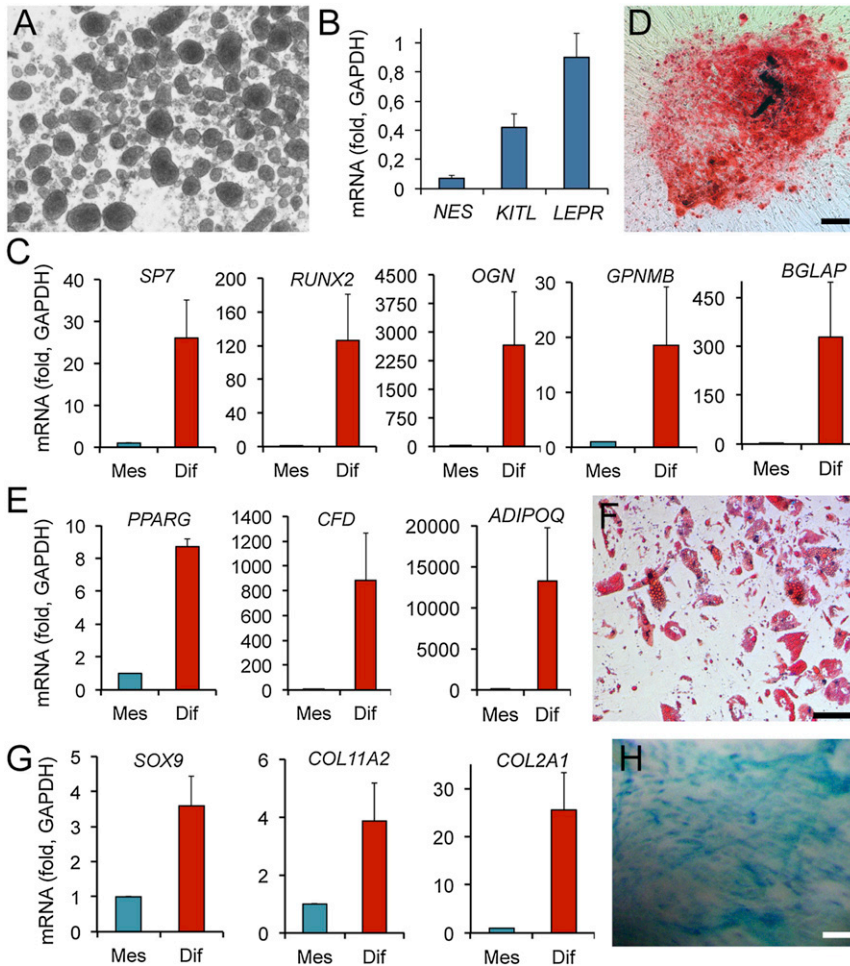 A
B
mRNA (fold, GAPDH)
1
0,8
0,6
0,4
0,2
0
NES KITL LEPR
D
C
mRNA (fold, GAPDH)
SP7
40
30
20
10
0
Mes Dif
RUNX2
200
160
120
80
40
0
Mes Dif
OGN
4500
3750
3000
2250
1500
750
0
Mes Dif
GPNMB
30
20
10
0
Mes Dif
BGLAP
450
300
150
0
Mes Dif
E
mRNA (fold, GAPDH)
PPARG
10
8
6
4
2
0
Mes Dif
CFD
1400
1200
1000
800
600
400
200
0
Mes Dif
ADIPOQ
20000
15000
10000
5000
0
Mes Dif
F
G
mRNA (fold, GAPDH)
SOX9
5
4
3
2
1
0
Mes Dif
COL11A2
6
4
2
0
Mes Dif
COL2A1
30
20
10
0
Mes Dif
H